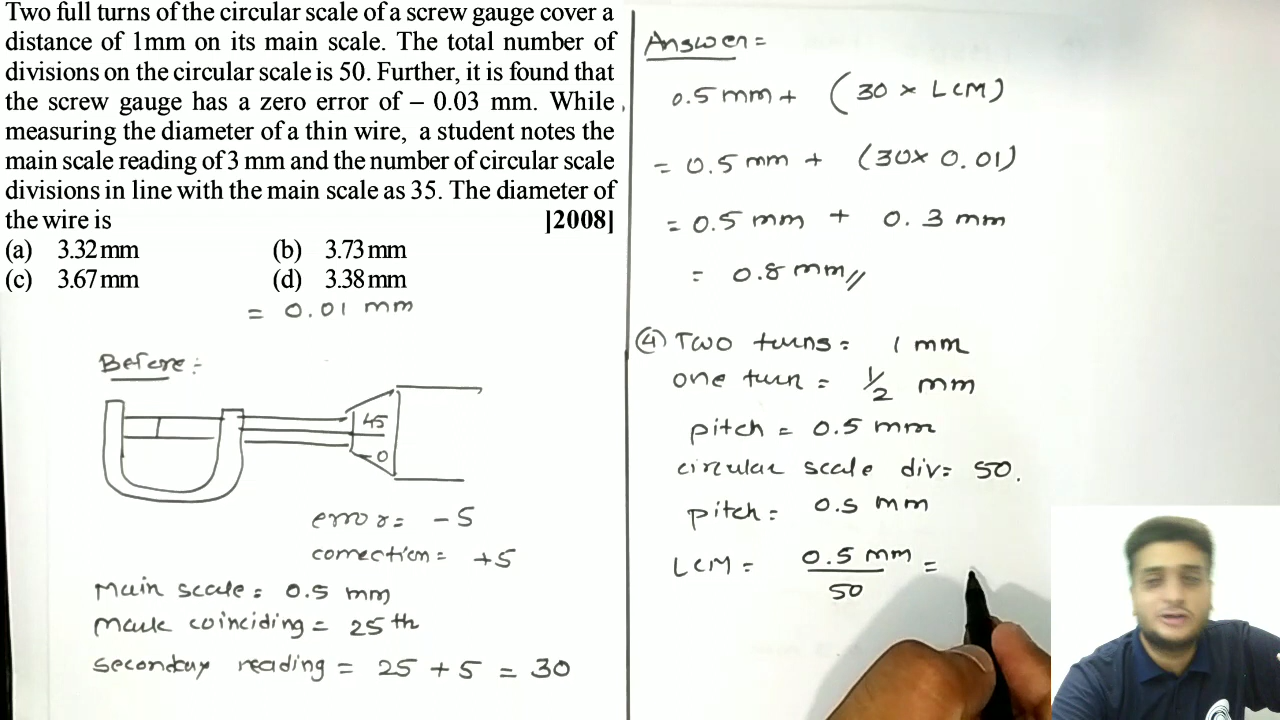 Two full turns of the circular scale of a screw gauge cover a
distance of 1mm on its main scale. The total number of
divisions on the circular scale is 50. Further, it is found that
the screw gauge has a zero error of – 0.03 mm. While
measuring the diameter of a thin wire, a student notes the
main scale reading of 3 mm and the number of circular scale
divisions in line with the main scale as 35. The diameter of
the wire is [2008]
(a) 3.32 mm (b) 3.73 mm
(c) 3.67 mm (d) 3.38 mm
= 0.01 mm
Before :-
45
0
error = -5
correction = +5
Main scale = 0.5 mm
Mark coinciding = 25th
secondary reading = 25 + 5 = 30
Answer =
0.5 mm + (30 × LCM)
= 0.5 mm + (30× 0.01)
= 0.5 mm + 0.3 mm
= 0.8 mm //
(4) Two turns = 1 mm
one turn = 1/2 mm
pitch = 0.5 mm
circular scale div= 50.
pitch = 0.5 mm
LCM = 0.5 mm =
50